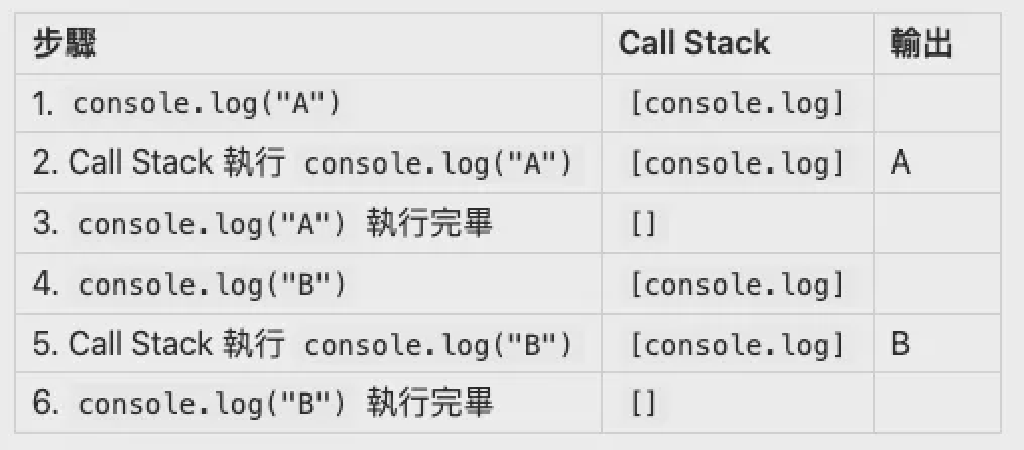 步驟 Call Stack 輸出
1. console.log("A") [console.log]
2. Call Stack 執行 console.log("A") [console.log] A
3. console.log("A") 執行完畢 []
4. console.log("B") [console.log]
5. Call Stack 執行 console.log("B") [console.log] B
6. console.log("B") 執行完畢 []